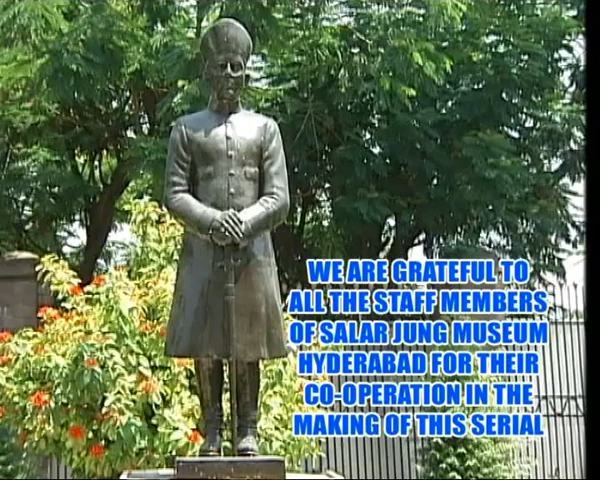 WE ARE GRATEFUL TO
ALL THE STAFF MEMBERS
OF SALAR JUNG MUSEUM
HYDERABAD FOR THEIR
CO-OPERATION IN THE
MAKING OF THIS SERIAL